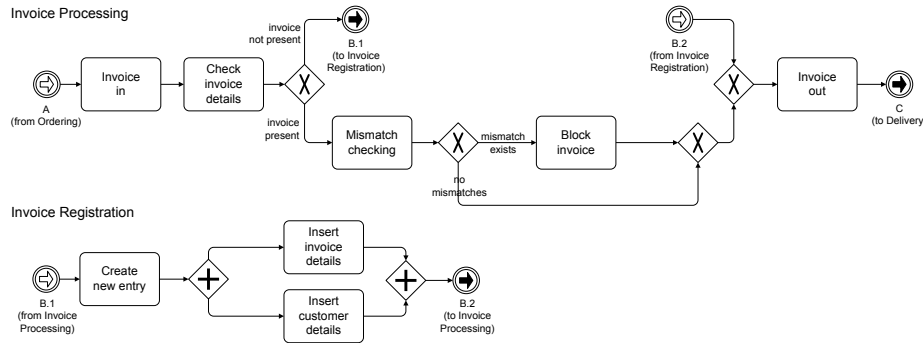 Invoice Processing
invoice
not present
B.1
(to Invoice
Registration)
B.2
(from Invoice
Registration)
A
(from Ordering)
Invoice
in
Check
invoice
details
X
X
Invoice
out
C
(to Delivery)
invoice
present
Mismatch
checking
X
mismatch
exists
Block
invoice
X
no
mismatches
Invoice Registration
B.1
(from Invoice
Processing)
Create
new entry
Insert
invoice
details
Insert
customer
details
B.2
(to Invoice
Processing)